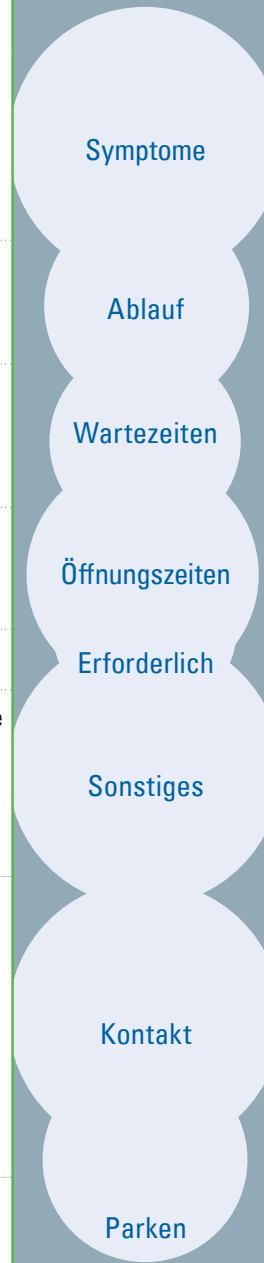 Symptome
Ablauf
Wartezeiten
Öffnungszeiten
Erforderlich
Sonstiges
Kontakt
Parken